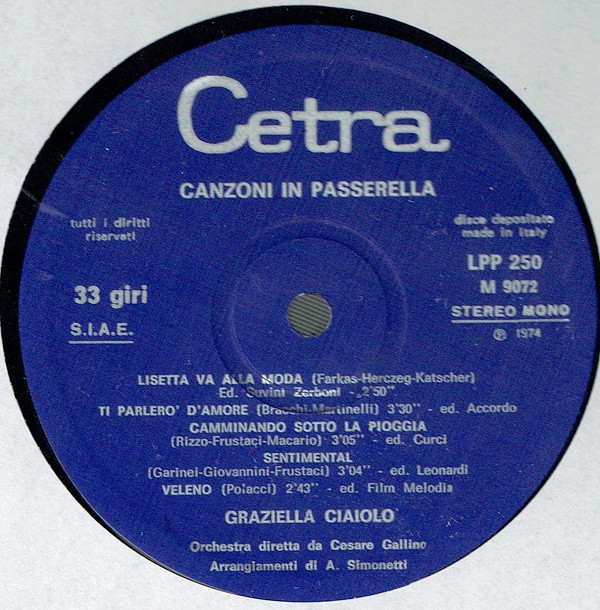 Cetra
CANZONI IN PASSERELLA
tutti i diritti
riservati
disco depositato
made in Italy
33 giri
S.I.A.E.
LPP 250
M 9072
STEREO MONO
Ⓟ 1974
LISETTA VA ALLA MODA (Farkas-Herczeg-Katscher)
Ed. Suvini Zerboni - 2'50"
TI PARLERO' D'AMORE (Bracchi-Martinelli) 3'30" - ed. Accordo
CAMMINANDO SOTTO LA PIOGGIA
(Rizzo-Frustaci-Macario) 3'05" - ed. Curci
SENTIMENTAL
(Garinei-Giovannini-Frustaci) 3'04" - ed. Leonardi
VELENO (Polacci) 2'43" - ed. Film Melodia
GRAZIELLA CIAIOLO
Orchestra diretta da Cesare Gallino
Arrangiamenti di A. Simonetti